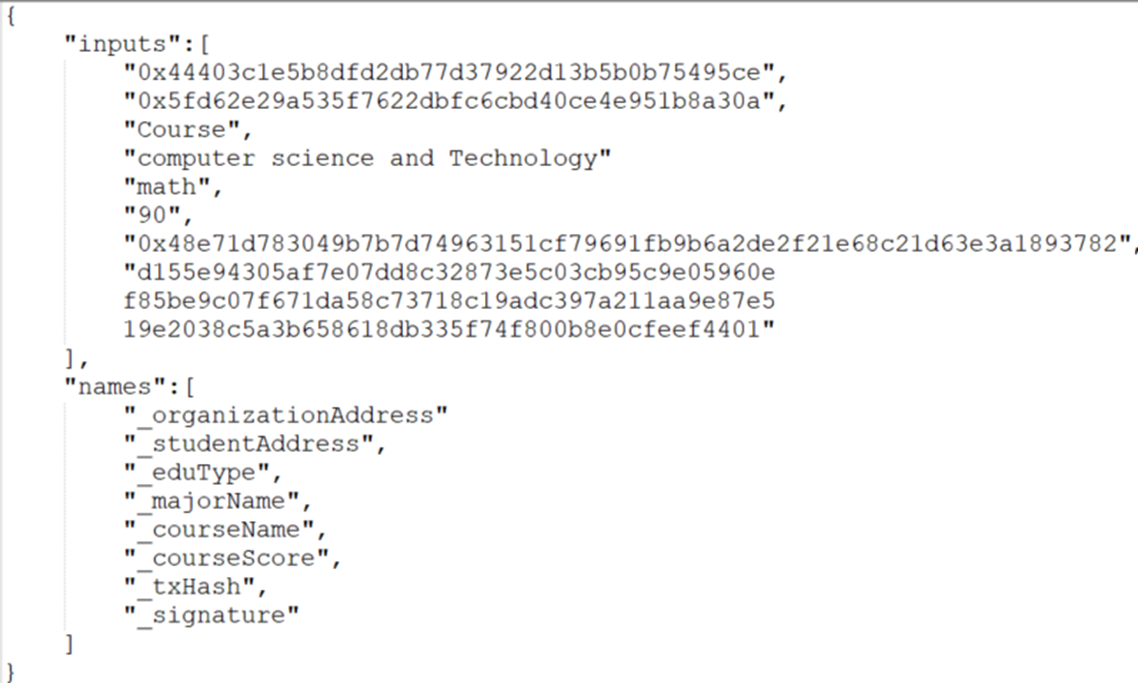 {
"inputs":[
"0x44403c1e5b8dfd2db77d37922d13b5b0b75495ce",
"0x5fd62e29a535f7622dbfc6cbd40ce4e951b8a30a",
"Course",
"computer science and Technology"
"math",
"90",
"0x48e71d783049b7b7d74963151cf79691fb9b6a2de2f21e68c21d63e3a1893782",
"d155e94305af7e07dd8c32873e5c03cb95c9e05960e
f85be9c07f671da58c73718c19adc397a211aa9e87e5
19e2038c5a3b658618db335f74f800b8e0cfeef4401"
],
"names":[
"_organizationAddress"
"_studentAddress",
"_eduType",
"_majorName",
"_courseName",
"_courseScore",
"_txHash",
"_signature"
]
}